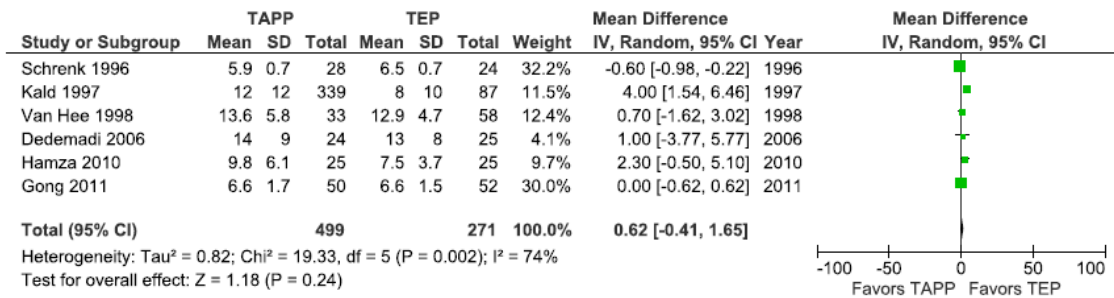 TAPP TEP Mean Difference Mean Difference
Study or Subgroup Mean SD Total Mean SD Total Weight IV, Random, 95% CI Year IV, Random, 95% CI
Schrenk 1996 5.9 0.7 28 6.5 0.7 24 32.2% -0.60 [-0.98, -0.22] 1996
Kald 1997 12 12 339 8 10 87 11.5% 4.00 [1.54, 6.46] 1997
Van Hee 1998 13.6 5.8 33 12.9 4.7 58 12.4% 0.70 [-1.62, 3.02] 1998
Dedemadi 2006 14 9 24 13 8 25 4.1% 1.00 [-3.77, 5.77] 2006
Hamza 2010 9.8 6.1 25 7.5 3.7 25 9.7% 2.30 [-0.50, 5.10] 2010
Gong 2011 6.6 1.7 50 6.6 1.5 52 30.0% 0.00 [-0.62, 0.62] 2011
Total (95% CI) 499 271 100.0% 0.62 [-0.41, 1.65]
Heterogeneity: Tau² = 0.82; Chi² = 19.33, df = 5 (P = 0.002); I² = 74%
Test for overall effect: Z = 1.18 (P = 0.24)
-100 -50 0 50 100
Favors TAPP Favors TEP